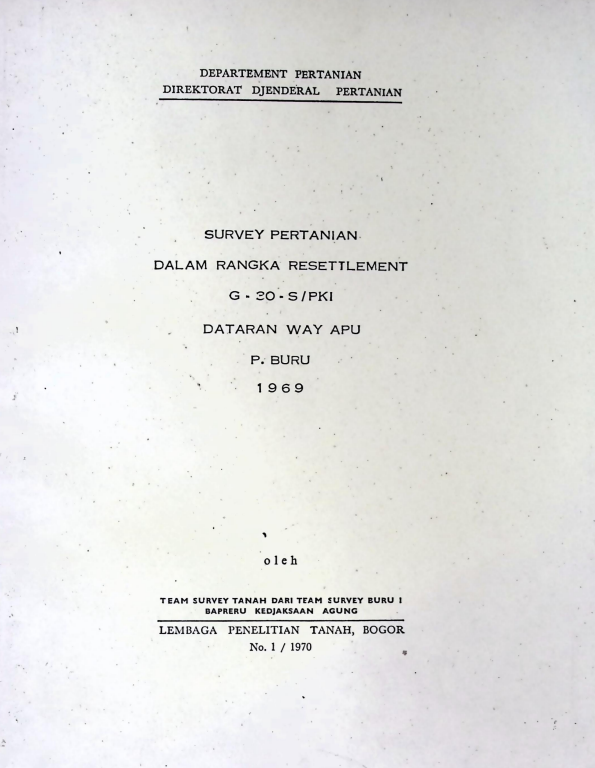 DEPARTEMENT PERTANIAN
DIREKTORAT DJENDERAL PERTANIAN
SURVEY PERTANIAN
DALAM RANGKA RESETTLEMENT
G - 30 - S/PKI
DATARAN WAY APU
P. BURU
1969
oleh
TEAM SURVEY TANAH DARI TEAM SURVEY BURU I
BAPRERU KEDJAKSAAN AGUNG
LEMBAGA PENELITIAN TANAH, BOGOR
No. 1 / 1970